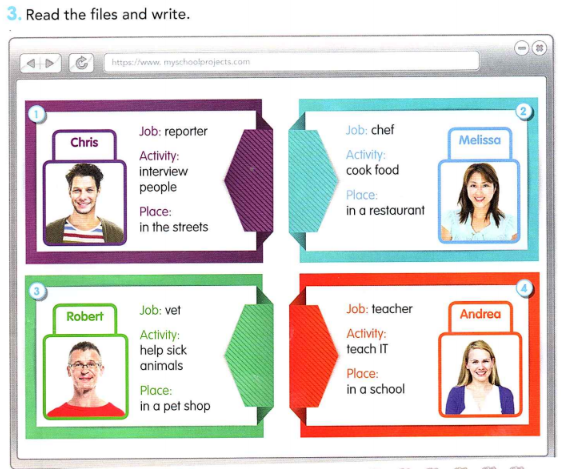 3. Read the files and write.
https://www.myschoolprojects.com
1
Chris
Job: reporter
Activity:
interview
people
Place:
in the streets
2
Melissa
Job: chef
Activity:
cook food
Place:
in a restaurant
3
Robert
Job: vet
Activity:
help sick
animals
Place:
in a pet shop
4
Andrea
Job: teacher
Activity:
teach IT
Place:
in a school